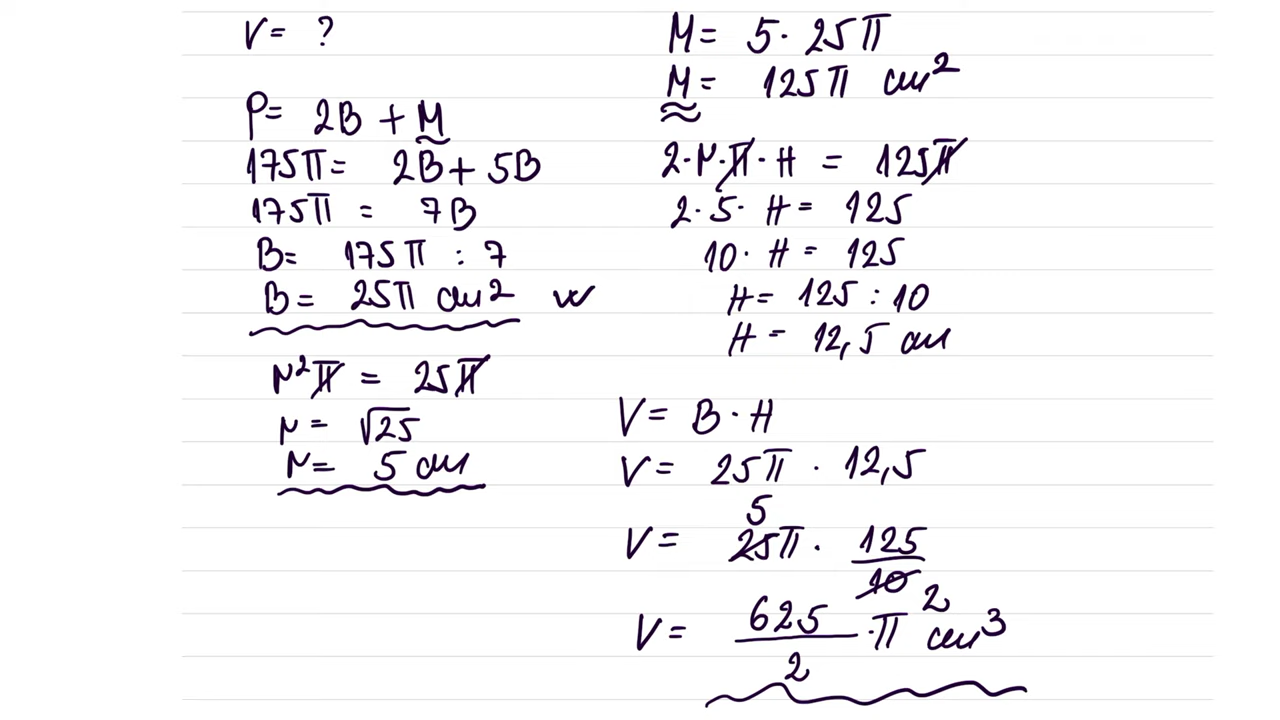 V= ?
P= 2B + M
175π= 2B + 5B
175π = 7B
B= 175π : 7
B= 25π cm²
r²π = 25π
r= √25
r= 5 cm
M= 5· 25π
M= 125π cm²
2·r·π·H = 125π
2·5· H= 125
10· H = 125
H= 125 : 10
H= 12,5 cm
V= B·H
V= 25π · 12,5
5
V= 25π · 125/10
2
V= 625/2 ·π cm³